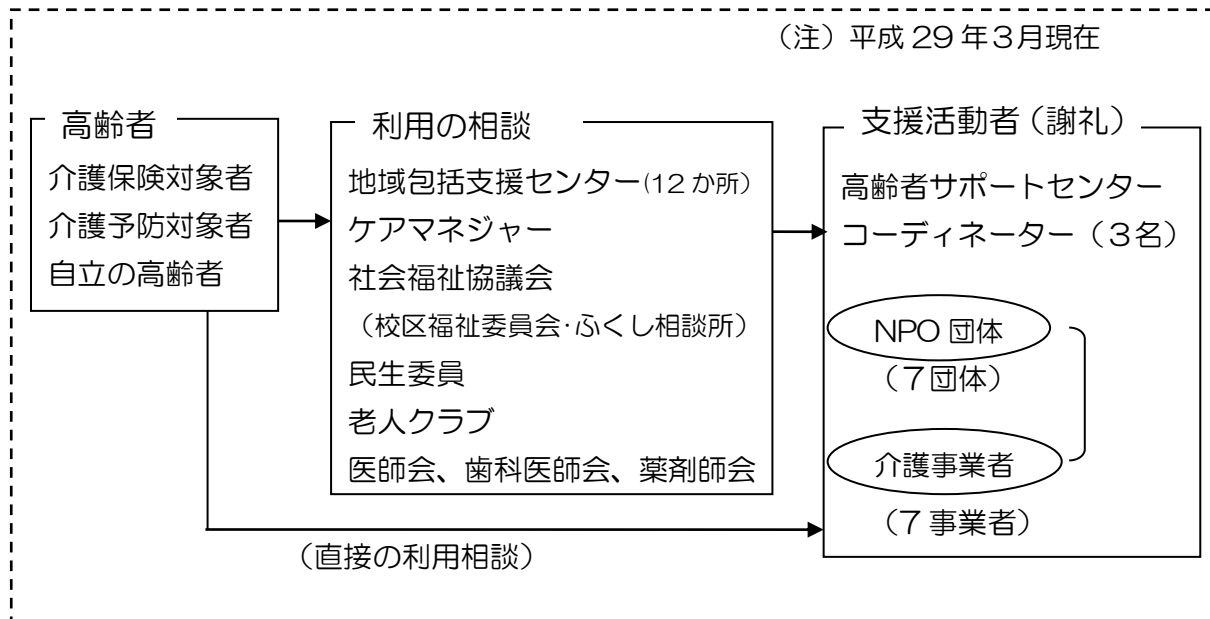 （注）平成 29 年３月現在
高齢者
介護保険対象者
介護予防対象者
自立の高齢者
利用の相談
地域包括支援センター(12 か所）
ケアマネジャー
社会福祉協議会
（校区福祉委員会･ふくし相談所）
民生委員
老人クラブ
医師会、歯科医師会、薬剤師会
支援活動者（謝礼）
高齢者サポートセンター
コーディネーター（３名）
NPO 団体
（７団体）
介護事業者
（７事業者）
（直接の利用相談）